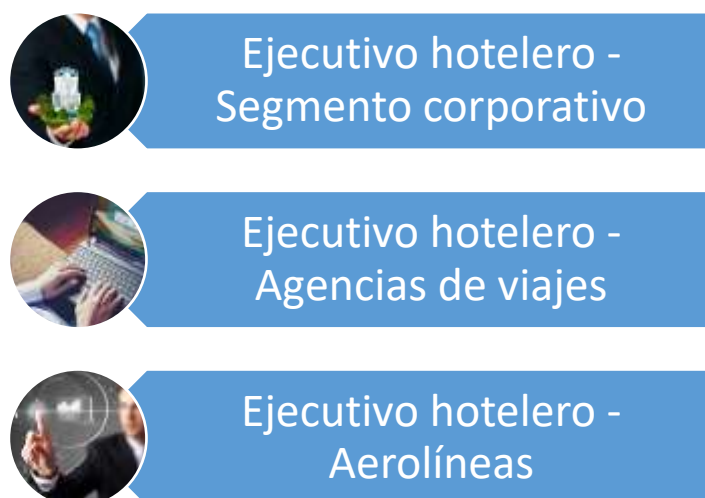 Ejecutivo hotelero -
Segmento corporativo
Ejecutivo hotelero -
Agencias de viajes
Ejecutivo hotelero -
Aerolíneas